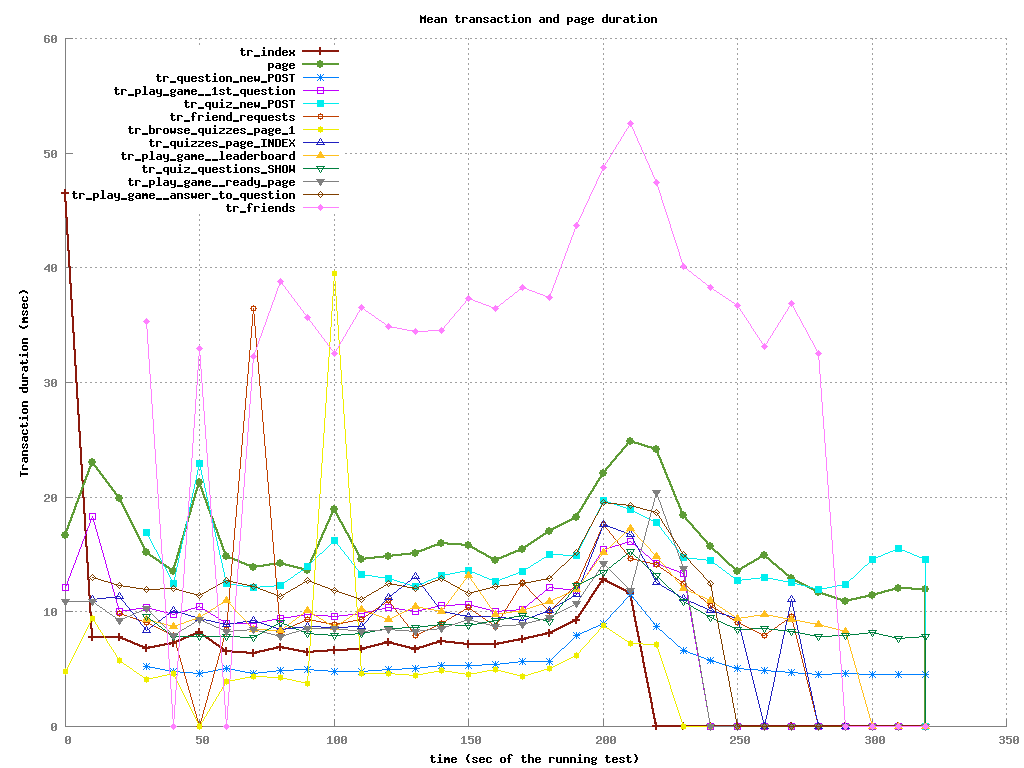 Mean transaction and page duration
60
50
40
30
20
10
0
Transaction duration (msec)
tr_index
page
tr_question_new_POST
tr_play_game__1st_question
tr_quiz_new_POST
tr_friend_requests
tr_browse_quizzes_page_1
tr_quizzes_page_INDEX
tr_play_game__leaderboard
tr_quiz_questions_SHOW
tr_play_game__ready_page
tr_play_game__answer_to_question
tr_friends
0 50 100 150 200 250 300 350
time (sec of the running test)